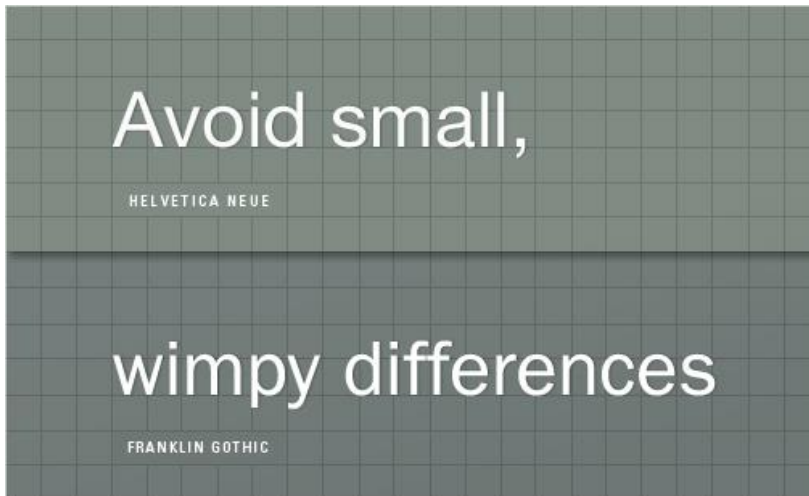 Avoid small,
HELVETICA NEUE
wimpy differences
FRANKLIN GOTHIC